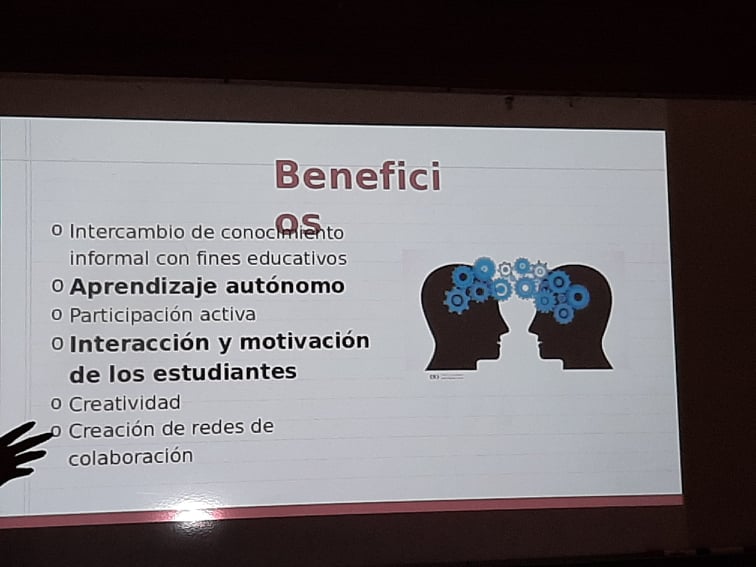 Benefici
os
o Intercambio de conocimiento
informal con fines educativos
o Aprendizaje autónomo
o Participación activa
o Interacción y motivación
de los estudiantes
o Creatividad
o Creación de redes de
colaboración